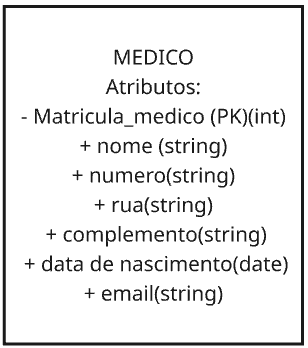 MEDICO
Atributos:
- Matricula_medico (PK)(int)
+ nome (string)
+ numero(string)
+ rua(string)
+ complemento(string)
+ data de nascimento(date)
+ email(string)